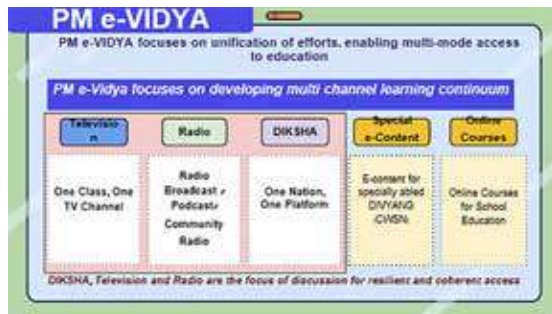 PM e-VIDYA
PM e-VIDYA focuses on unification of efforts, enabling multi-mode access
to education
PM e-Vidya focuses on developing multi channel learning continuum
Televisio
n
Radio
DIKSHA
Special
e-Content
Online
Courses
One Class, One
TV Channel
Radio
Broadcast /
Podcast/
Community
Radio
One Nation,
One Platform
E-content for
specially abled
DIVYANG
(CWSN)
Online Courses
for School
Education
DIKSHA, Television and Radio are the focus of discussion for resilient and coherent access